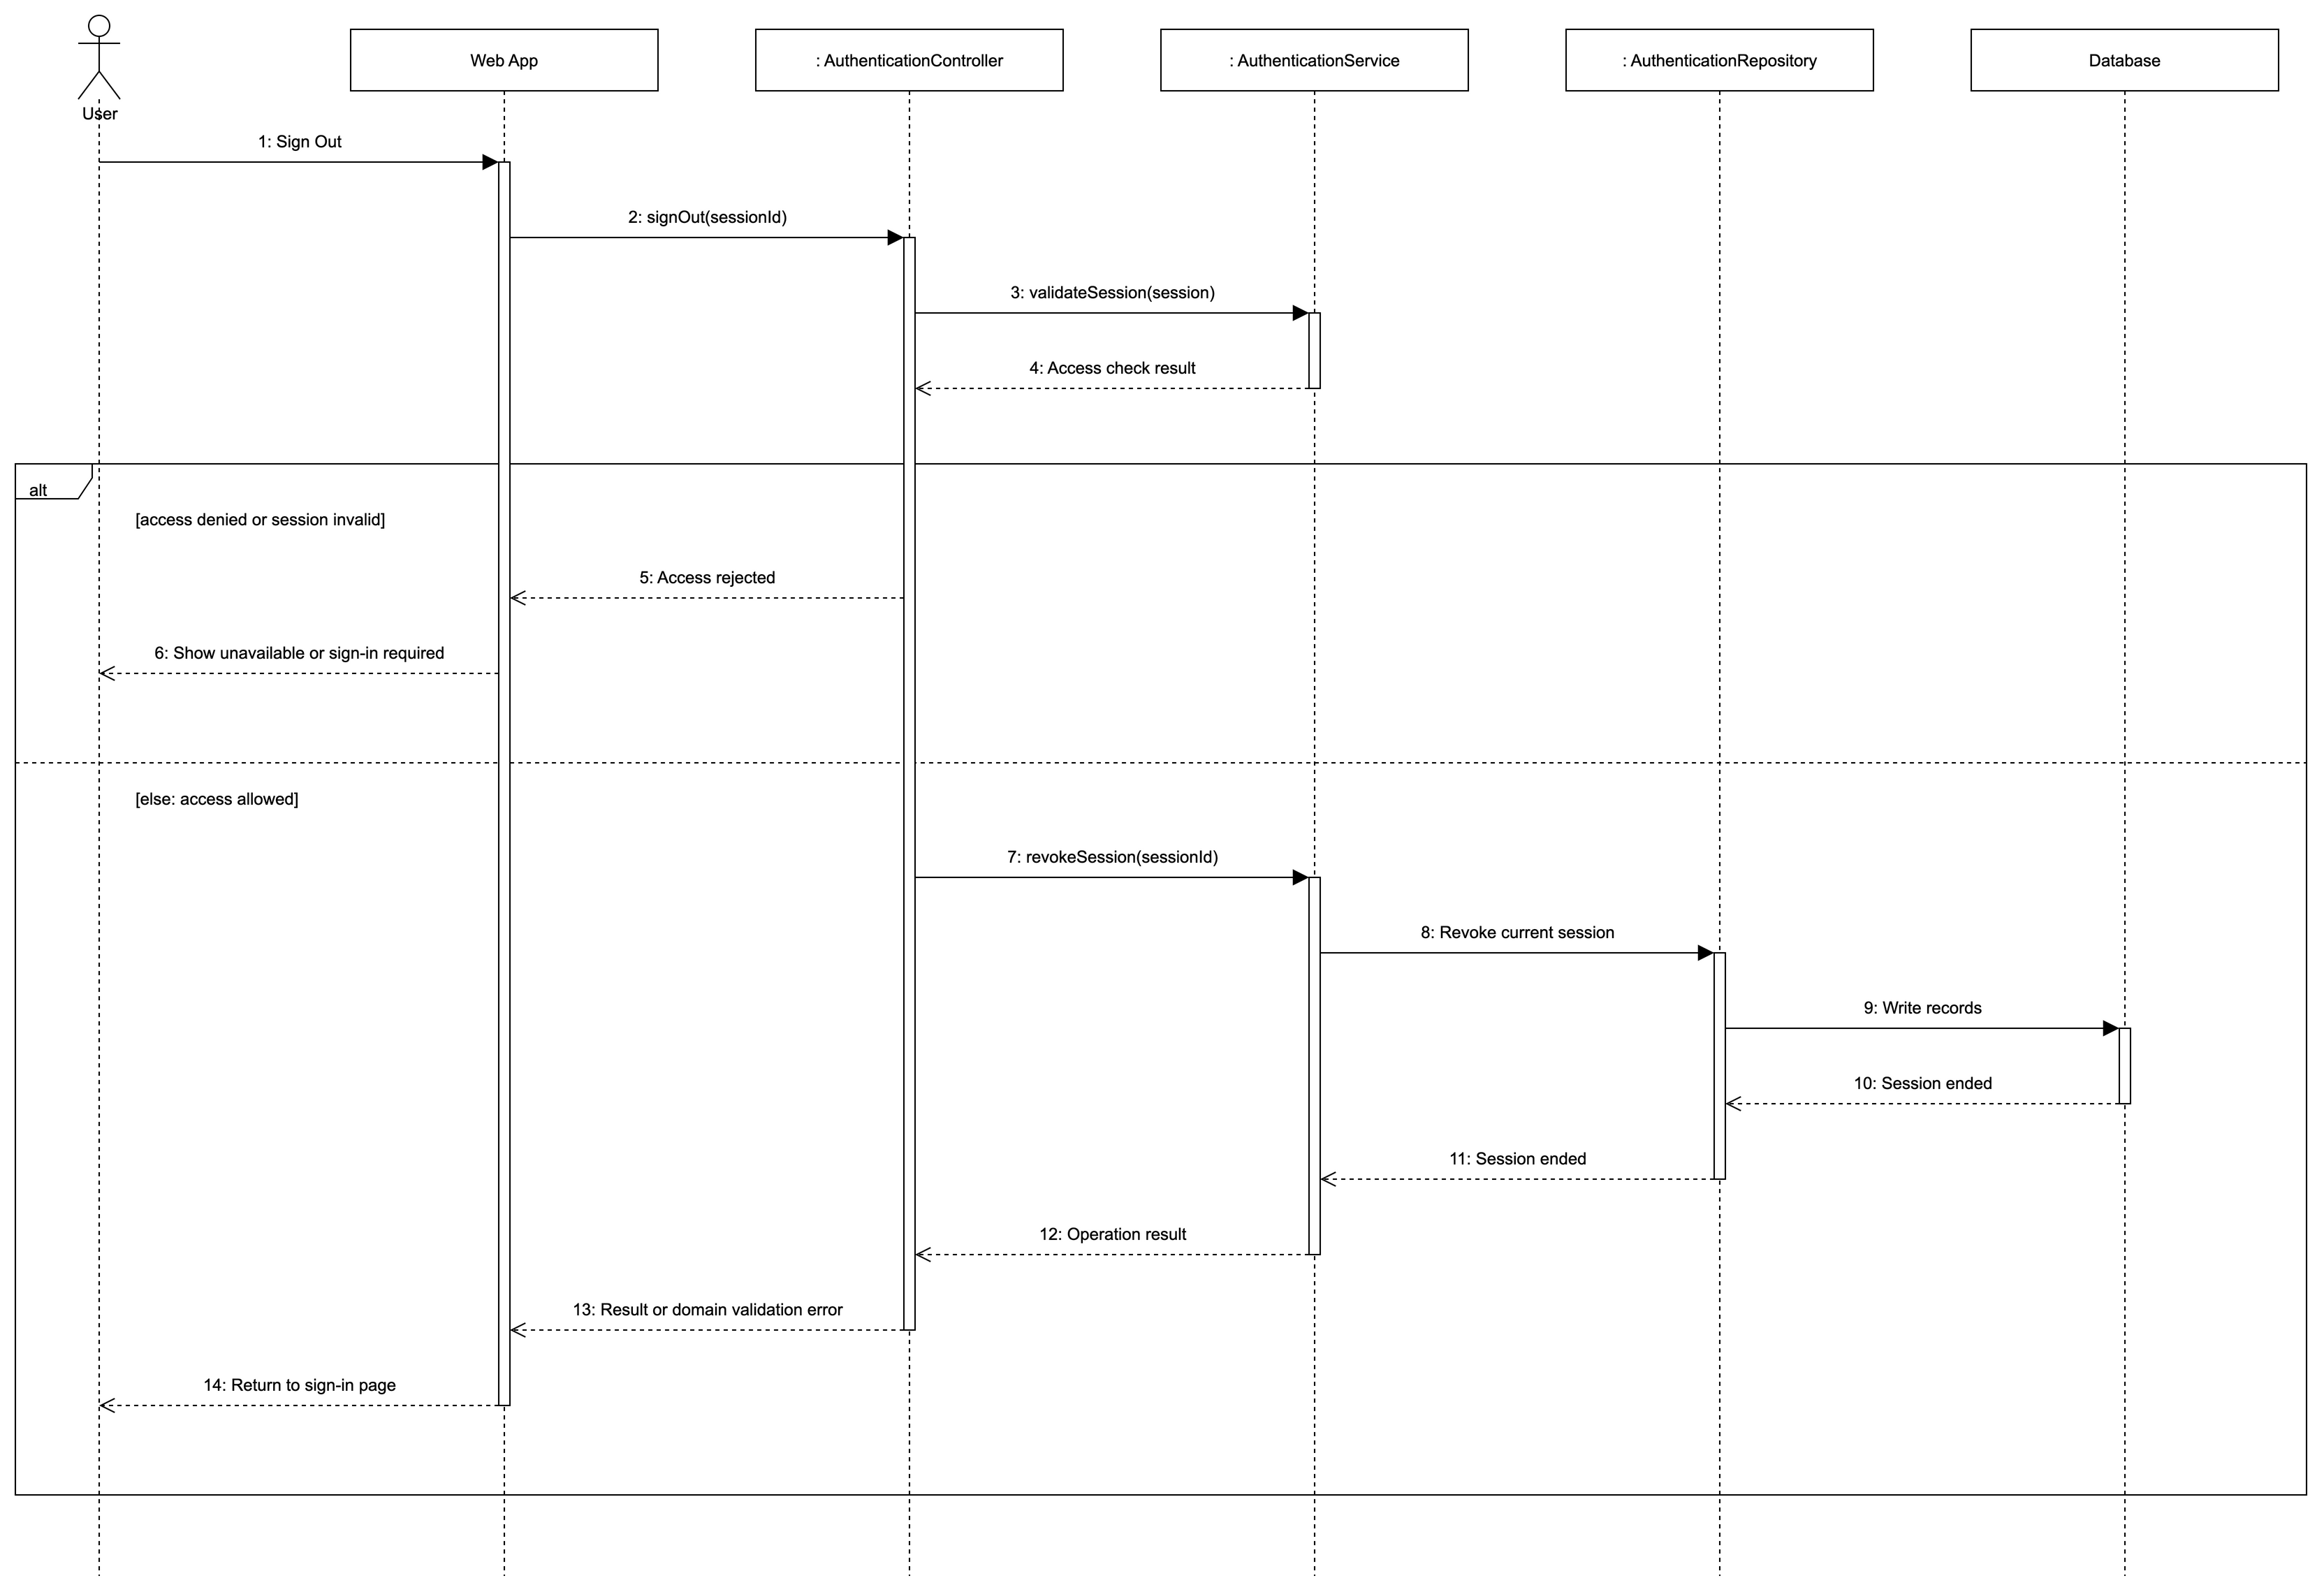 User
Web App
: AuthenticationController
: AuthenticationService
: AuthenticationRepository
Database
1: Sign Out
2: signOut(sessionId)
3: validateSession(session)
4: Access check result
alt
[access denied or session invalid]
5: Access rejected
6: Show unavailable or sign-in required
[else: access allowed]
7: revokeSession(sessionId)
8: Revoke current session
9: Write records
10: Session ended
11: Session ended
12: Operation result
13: Result or domain validation error
14: Return to sign-in page